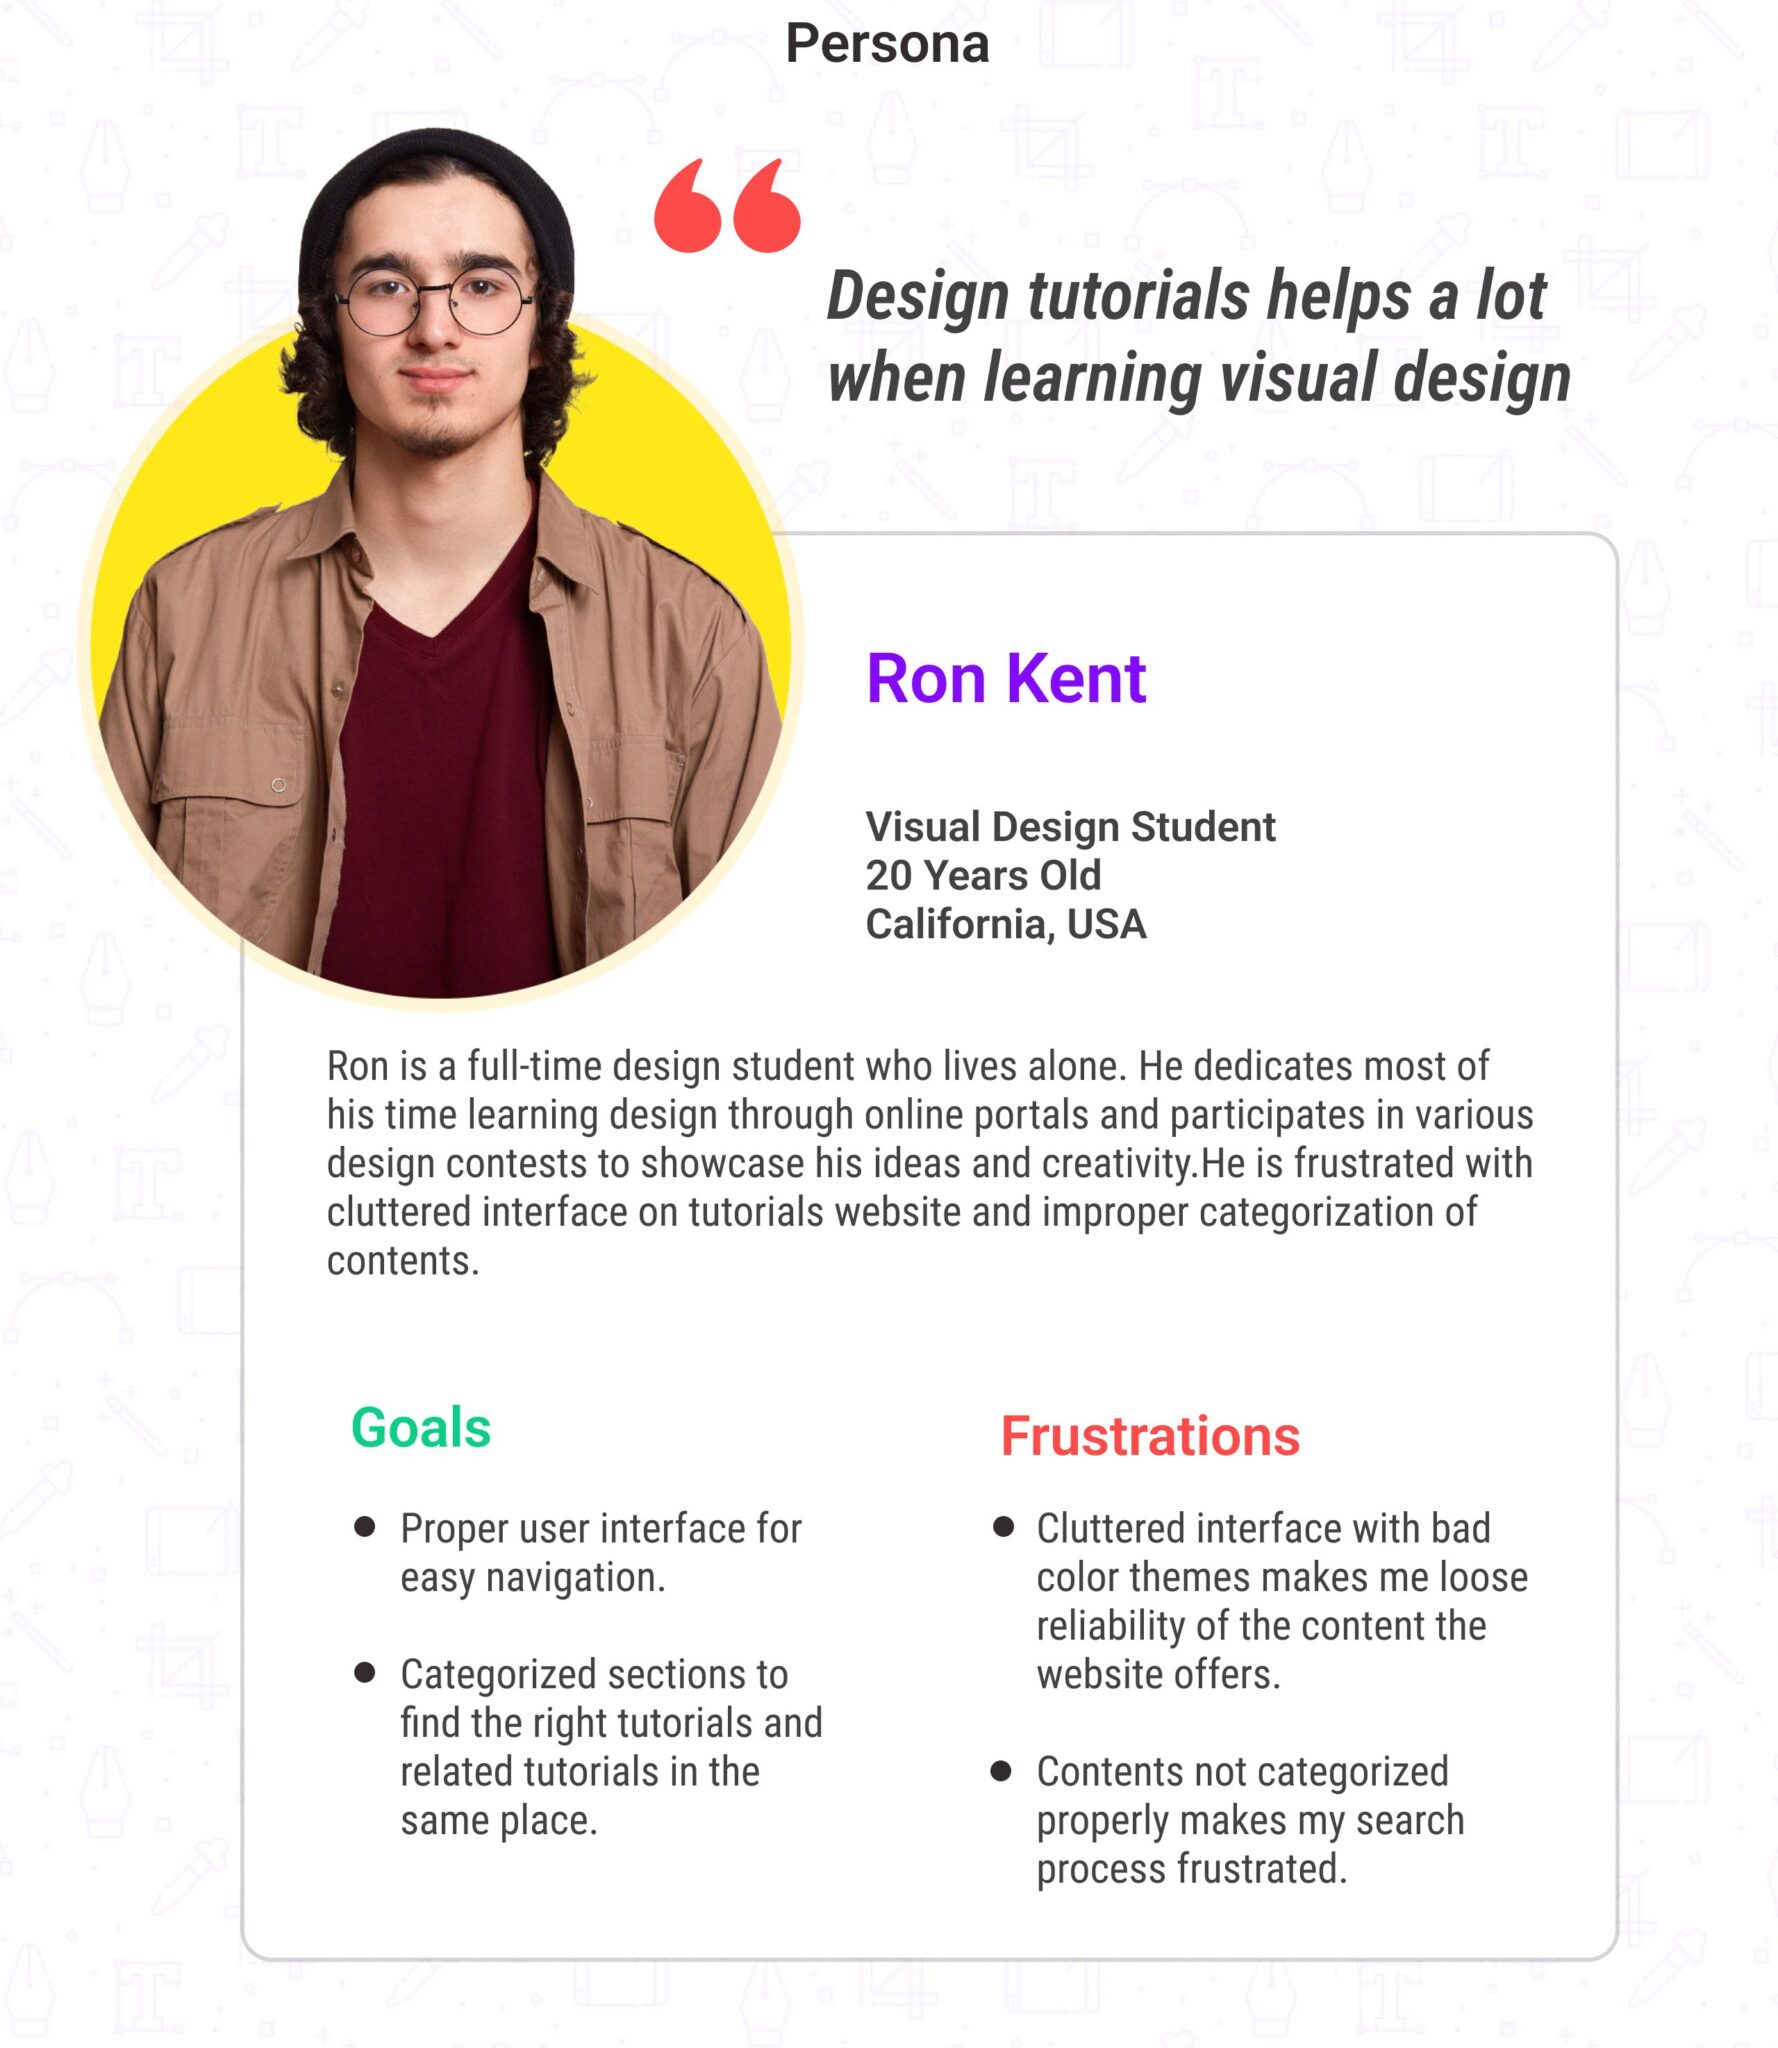 Persona
Design tutorials helps a lot
when learning visual design
Ron Kent
Visual Design Student
20 Years Old
California, USA
Ron is a full-time design student who lives alone. He dedicates most of
his time learning design through online portals and participates in various
design contests to showcase his ideas and creativity.He is frustrated with
cluttered interface on tutorials website and improper categorization of
contents.
Goals
Proper user interface for
easy navigation.
Categorized sections to
find the right tutorials and
related tutorials in the
same place.
Frustrations
Cluttered interface with bad
color themes makes me loose
reliability of the content the
website offers.
Contents not categorized
properly makes my search
process frustrated.